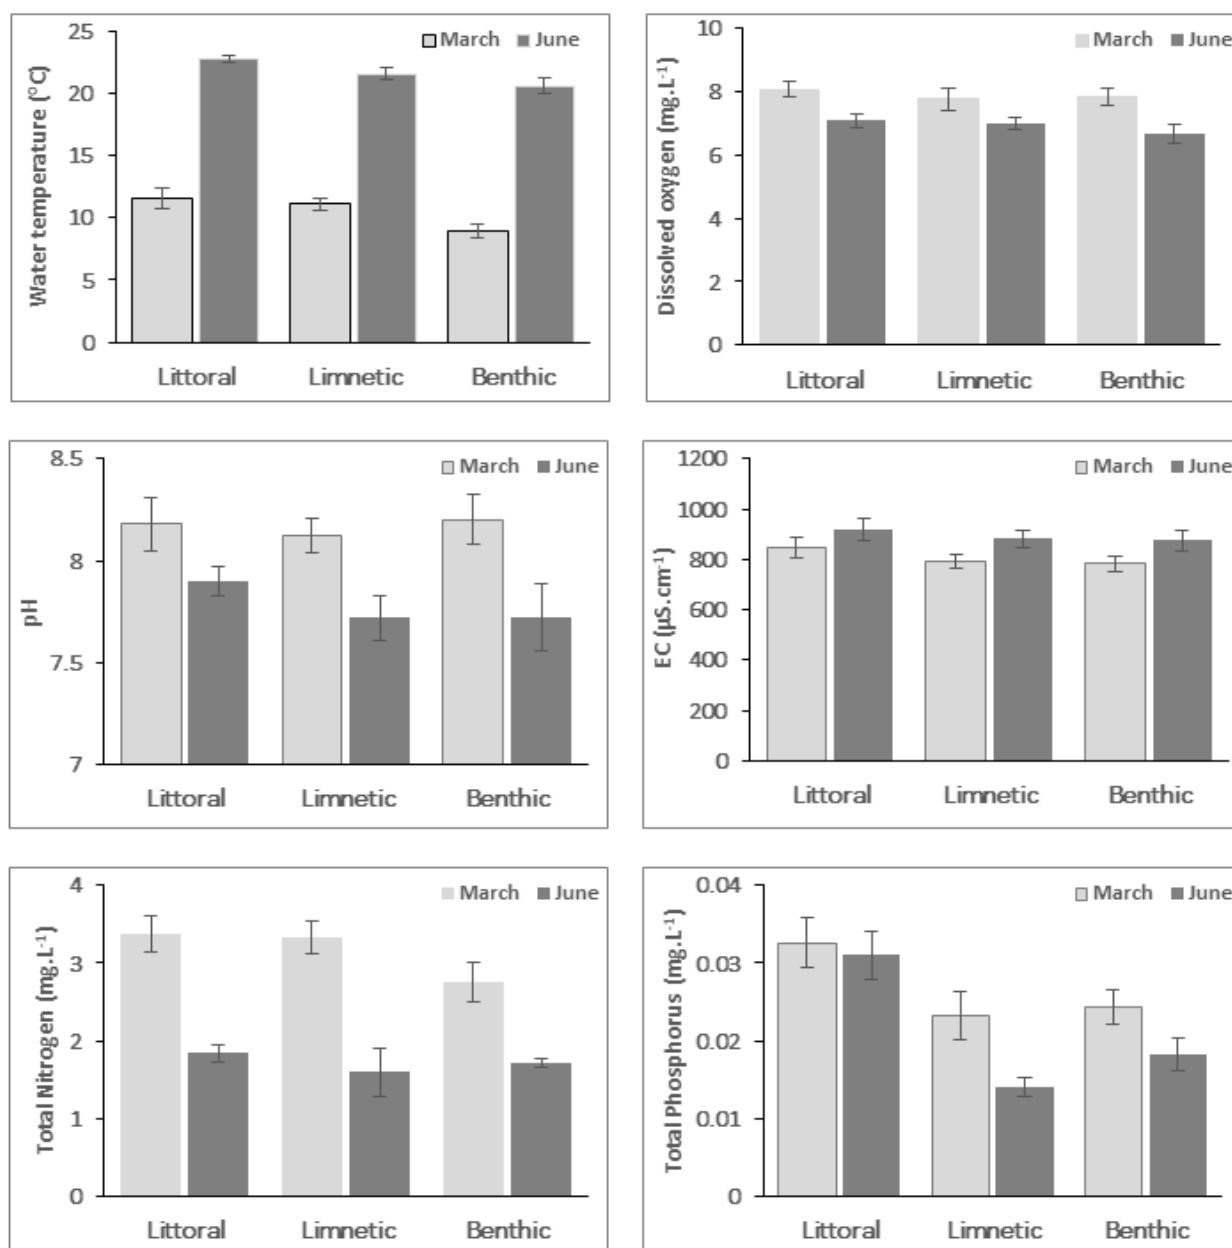 Water temperature (°C)
25
20
15
10
5
0
March June
Littoral Limnetic Benthic
Dissolved oxygen (mg.L⁻¹)
10
8
6
4
2
0
March June
Littoral Limnetic Benthic
pH
8.5
8
7.5
7
March June
Littoral Limnetic Benthic
EC (µS.cm⁻¹)
1200
1000
800
600
400
200
0
March June
Littoral Limnetic Benthic
Total Nitrogen (mg.L⁻¹)
4
3
2
1
0
March June
Littoral Limnetic Benthic
Total Phosphorus (mg.L⁻¹)
0.04
0.03
0.02
0.01
0
March June
Littoral Limnetic Benthic